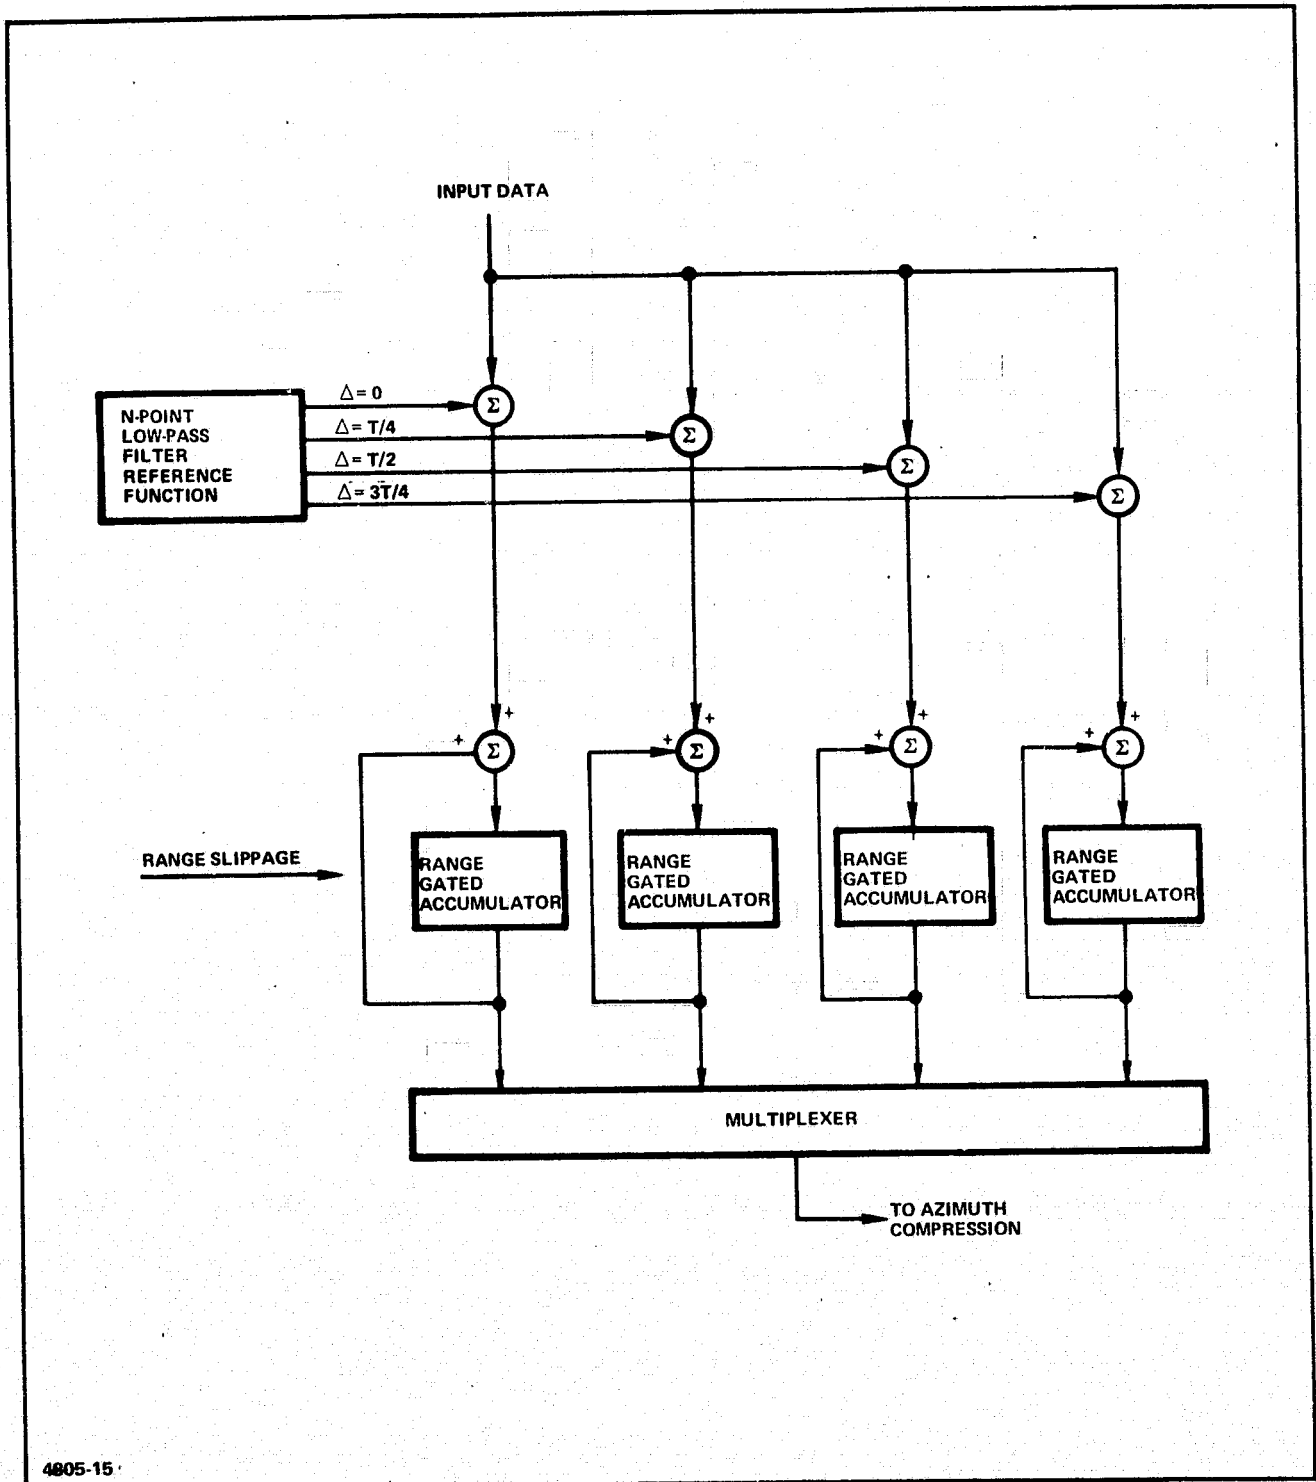 INPUT DATA
N-POINT
LOW-PASS
FILTER
REFERENCE
FUNCTION
Δ= 0
Δ= T/4
Δ= T/2
Δ= 3T/4
Σ
Σ
Σ
Σ
+ +
Σ
+ +
Σ
+ +
Σ
+ +
Σ
RANGE SLIPPAGE
RANGE
GATED
ACCUMULATOR
RANGE
GATED
ACCUMULATOR
RANGE
GATED
ACCUMULATOR
RANGE
GATED
ACCUMULATOR
MULTIPLEXER
TO AZIMUTH
COMPRESSION
4805-15